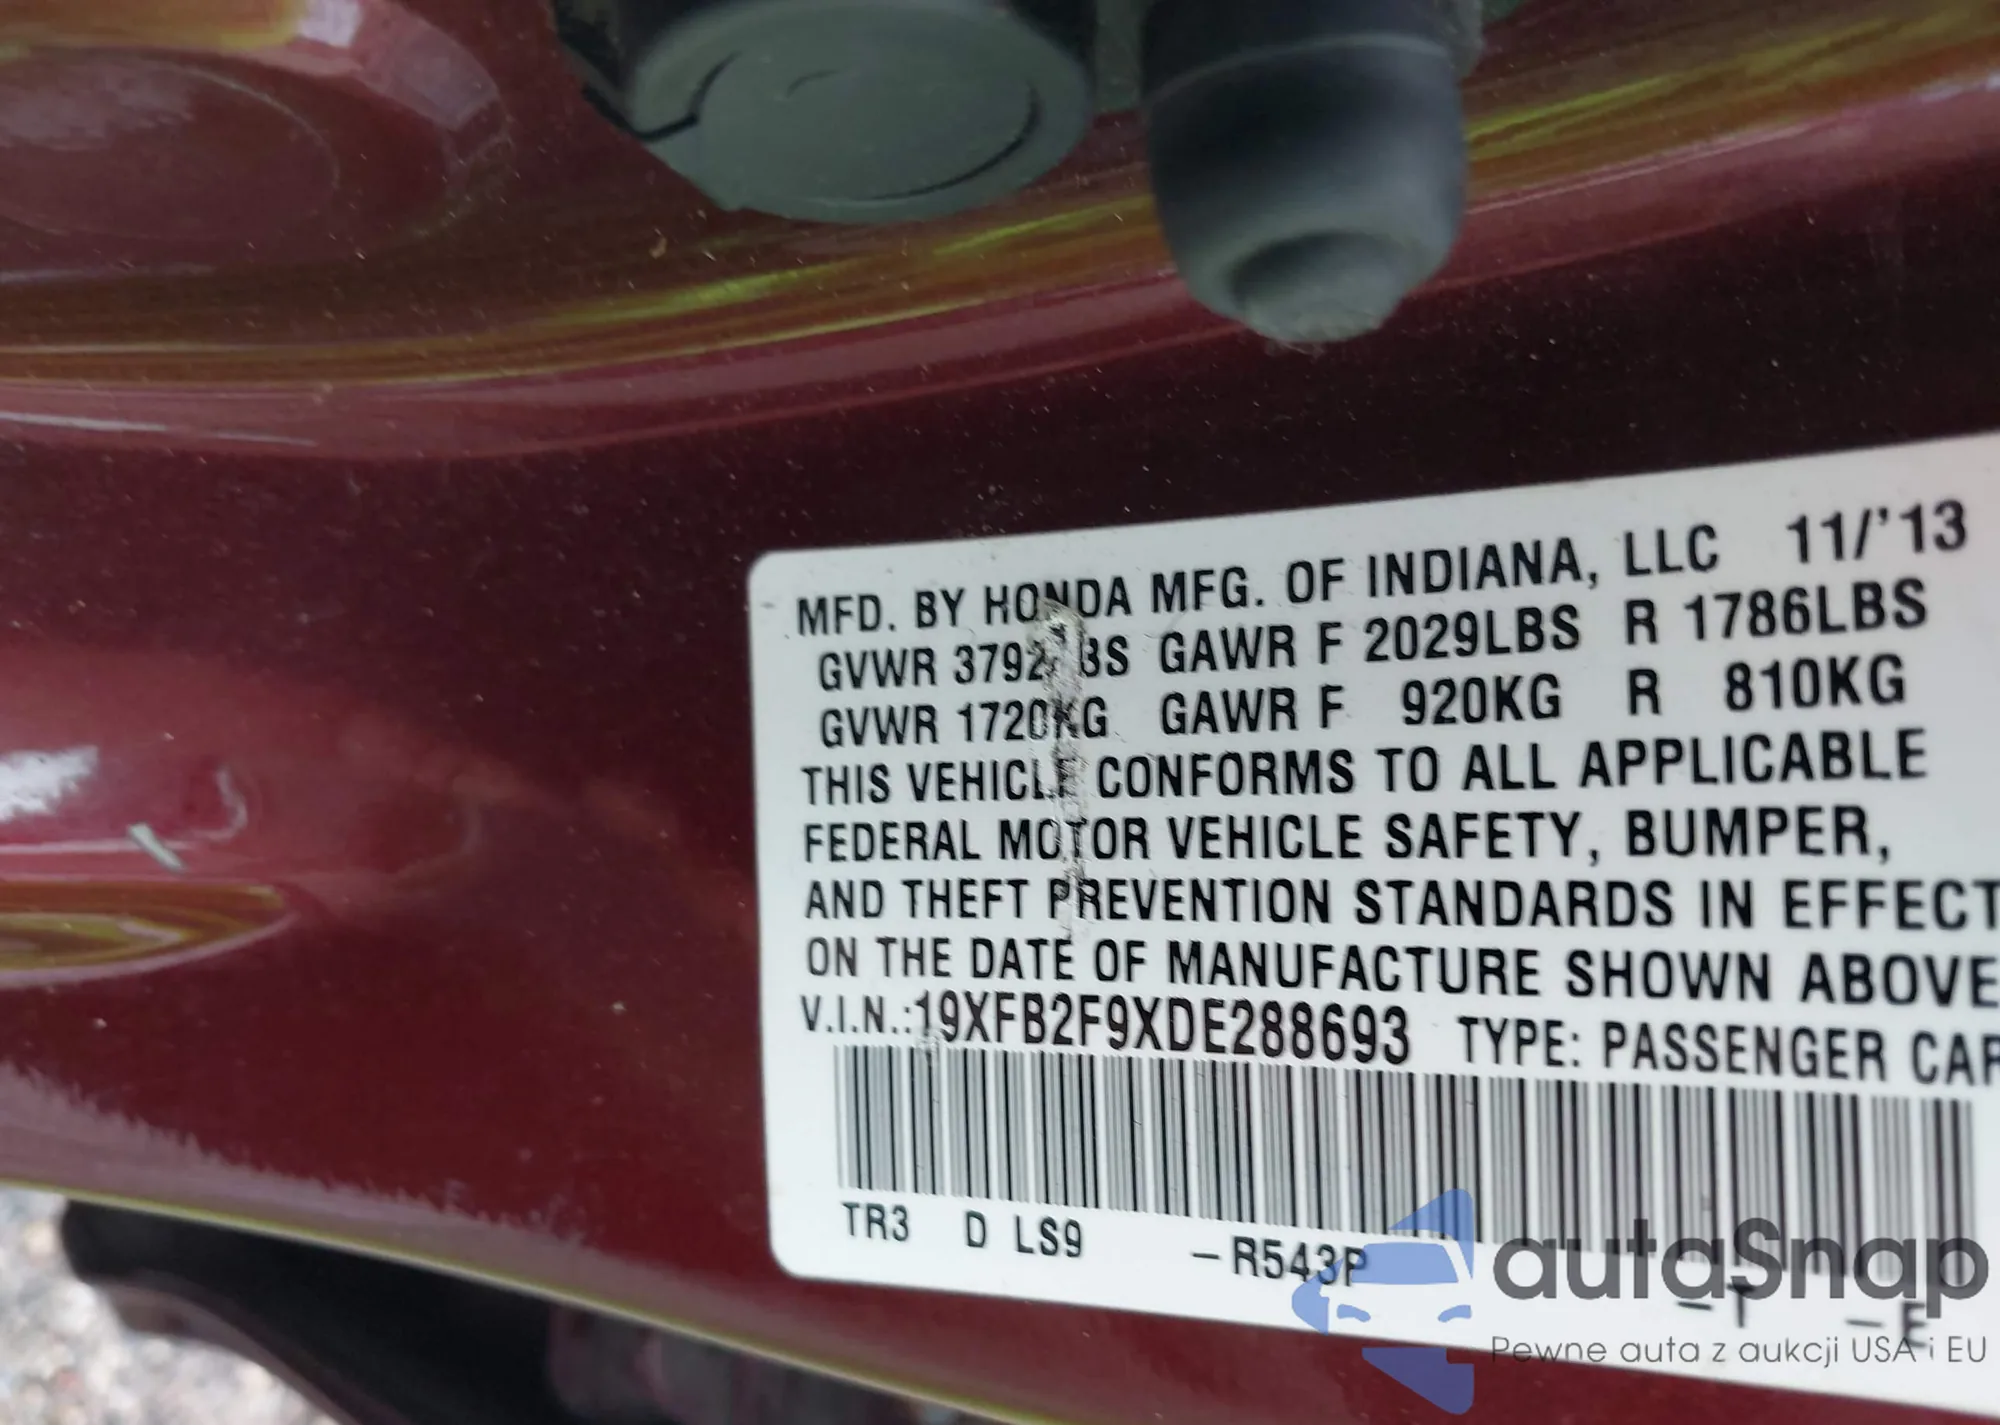 MFD. BY HONDA MFG. OF INDIANA, LLC 11/'13
GVWR 3792LBS GAWR F 2029LBS R 1786LBS
GVWR 1720KG GAWR F 920KG R 810KG
THIS VEHICLE CONFORMS TO ALL APPLICABLE
FEDERAL MOTOR VEHICLE SAFETY, BUMPER,
AND THEFT PREVENTION STANDARDS IN EFFECT
ON THE DATE OF MANUFACTURE SHOWN ABOVE
V.I.N.:19XFB2F9XDE288693 TYPE: PASSENGER CAR
TR3 D LS9 -R543P -T -E
autaSnap
Pewne auta z aukcji USA i EU